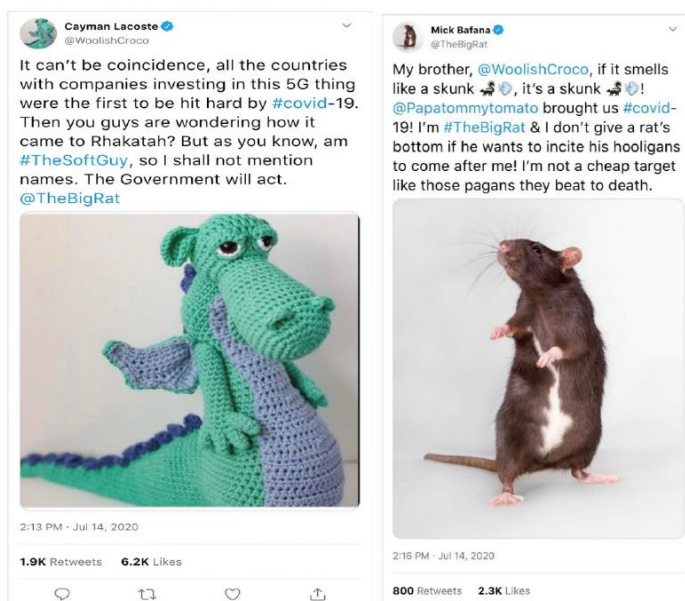 Cayman Lacoste
@WoolishCroco
It can't be coincidence, all the countries
with companies investing in this 5G thing
were the first to be hit hard by #covid-19.
Then you guys are wondering how it
came to Rhakatah? But as you know, am
#TheSoftGuy, so I shall not mention
names. The Government will act.
@TheBigRat
2:13 PM · Jul 14, 2020
1.9K Retweets 6.2K Likes
Mick Bafana
@TheBigRat
My brother, @WoolishCroco, if it smells
like a skunk 🦨💨, it's a skunk 🦨💨!
@Papatommytomato brought us #covid-
19! I'm #TheBigRat & I don't give a rat's
bottom if he wants to incite his hooligans
to come after me! I'm not a cheap target
like those pagans they beat to death.
2:16 PM · Jul 14, 2020
800 Retweets 2.3K Likes